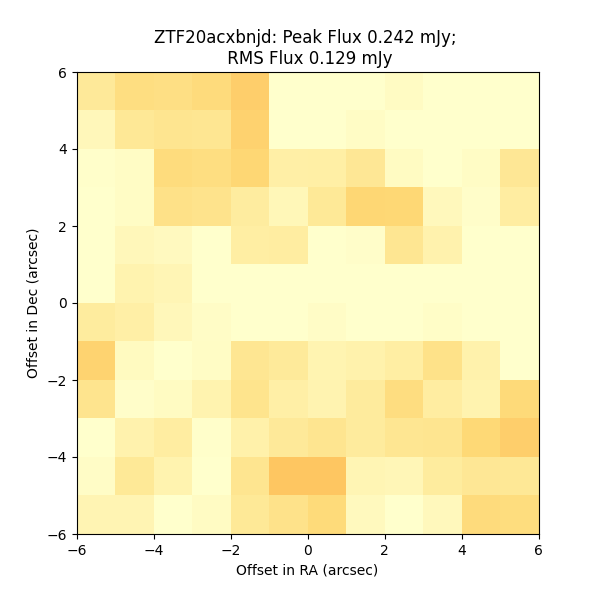 ZTF20acxbnjd: Peak Flux 0.242 mJy;
RMS Flux 0.129 mJy
6
4
2
0
−2
−4
−6
Offset in Dec (arcsec)
−6 −4 −2 0 2 4 6
Offset in RA (arcsec)